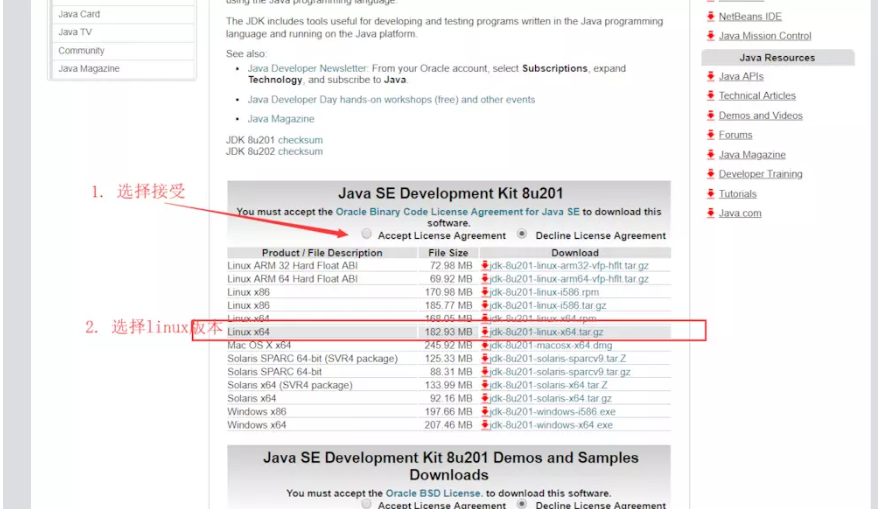 using the Java programming language.
The JDK includes tools useful for developing and testing programs written in the Java programming
language and running on the Java platform.
See also:
Java Developer Newsletter: From your Oracle account, select Subscriptions, expand
Technology, and subscribe to Java.
Java Developer Day hands-on workshops (free) and other events
Java Magazine
JDK 8u201 checksum
JDK 8u202 checksum
Java Card
Java TV
Community
Java Magazine
NetBeans IDE
Java Mission Control
Java Resources
Java APIs
Technical Articles
Demos and Videos
Forums
Java Magazine
Developer Training
Tutorials
Java.com
1. 选择接受
2. 选择linux版本
Java SE Development Kit 8u201
You must accept the Oracle Binary Code License Agreement for Java SE to download this
software.
Accept License Agreement Decline License Agreement
Product / File Description File Size Download
Linux ARM 32 Hard Float ABI 72.98 MB jdk-8u201-linux-arm32-vfp-hflt.tar.gz
Linux ARM 64 Hard Float ABI 69.92 MB jdk-8u201-linux-arm64-vfp-hflt.tar.gz
Linux x86 170.98 MB jdk-8u201-linux-i586.rpm
Linux x86 185.77 MB jdk-8u201-linux-i586.tar.gz
Linux x64 168.05 MB jdk-8u201-linux-x64.rpm
Linux x64 182.93 MB jdk-8u201-linux-x64.tar.gz
Mac OS X x64 245.92 MB jdk-8u201-macosx-x64.dmg
Solaris SPARC 64-bit (SVR4 package) 125.33 MB jdk-8u201-solaris-sparcv9.tar.Z
Solaris SPARC 64-bit 88.31 MB jdk-8u201-solaris-sparcv9.tar.gz
Solaris x64 (SVR4 package) 133.99 MB jdk-8u201-solaris-x64.tar.Z
Solaris x64 92.16 MB jdk-8u201-solaris-x64.tar.gz
Windows x86 197.66 MB jdk-8u201-windows-i586.exe
Windows x64 207.46 MB jdk-8u201-windows-x64.exe
Java SE Development Kit 8u201 Demos and Samples
Downloads
You must accept the Oracle BSD License. to download this software.
Accept License Agreement Decline License Agreement